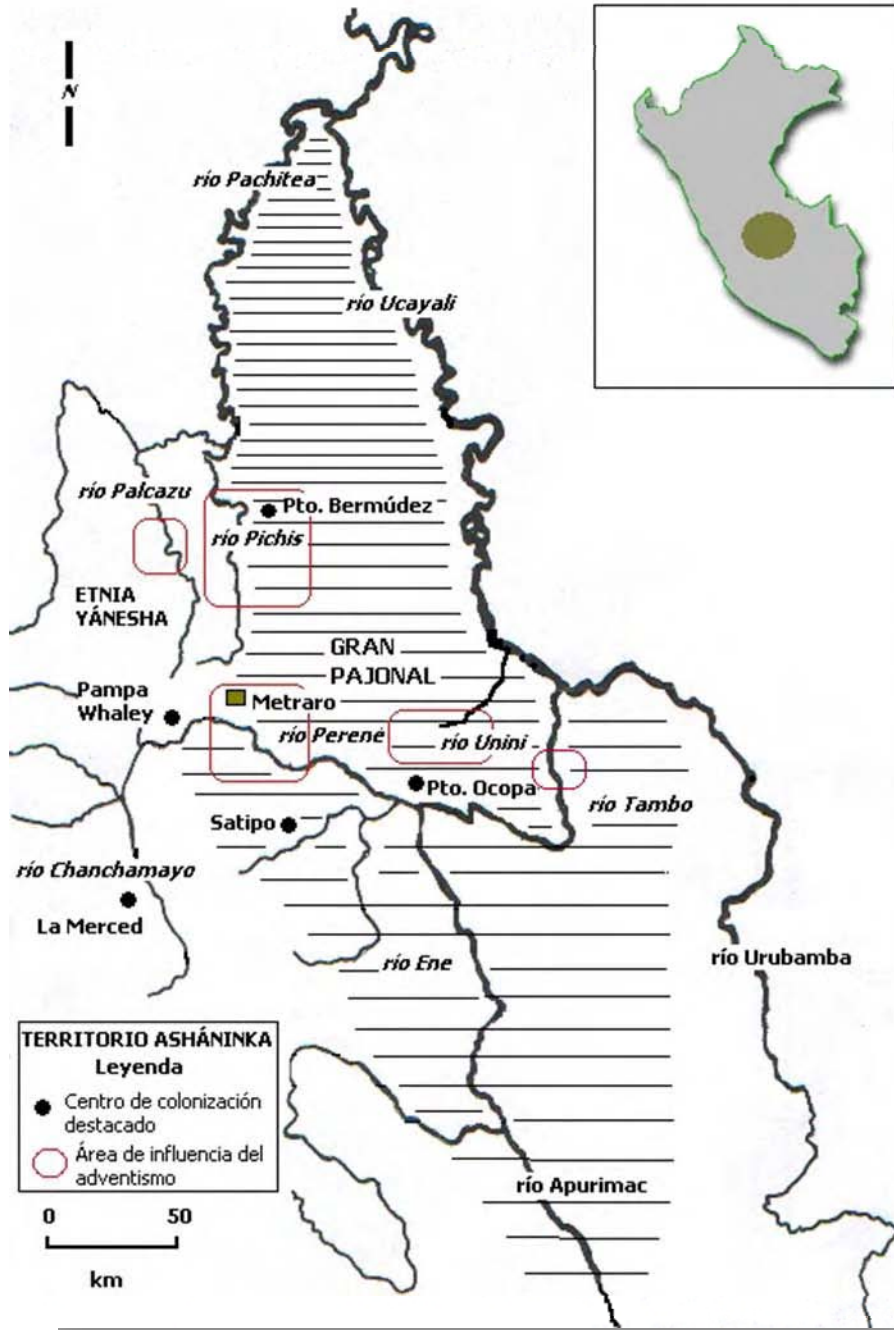 N
río Pachitea
río Ucayali
río Palcazu
Pto. Bermúdez
río Pichis
ETNIA
YÁNESHA
GRAN
PAJONAL
Pampa
Whaley
Metraro
río Perené
río Unini
Pto. Ocopa
río Tambo
Satipo
río Chanchamayo
La Merced
río Ene
río Urubamba
TERRITORIO ASHÁNINKA
Leyenda
Centro de colonización
destacado
Área de influencia del
adventismo
río Apurimac
0 50
km